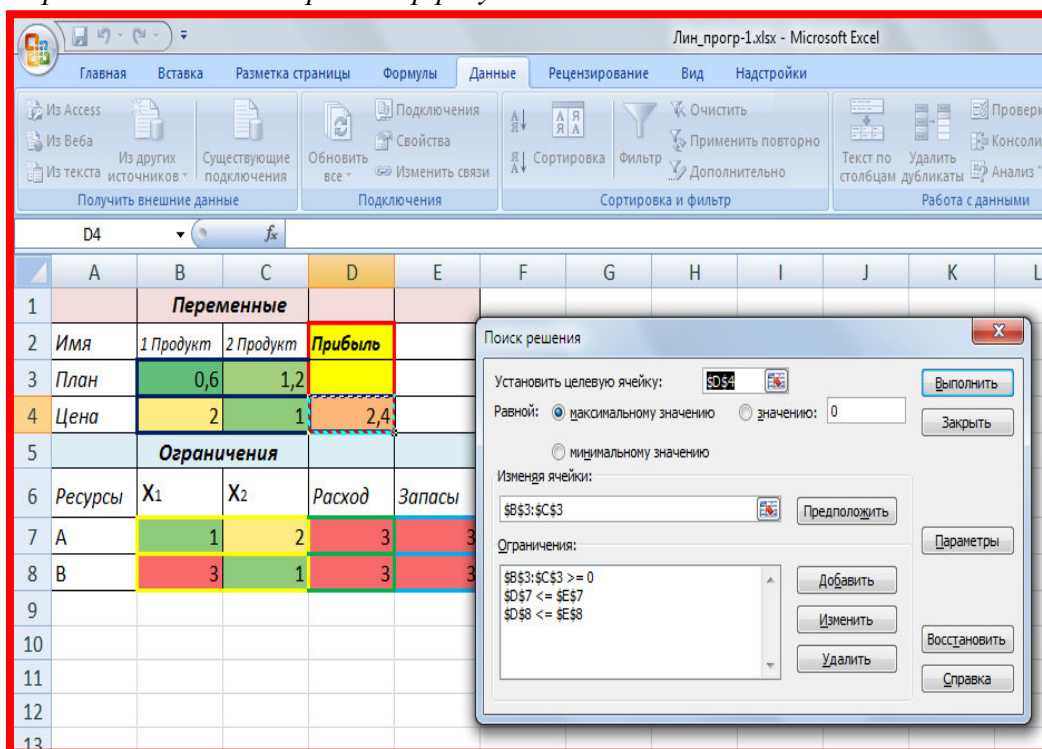 Лин_прогр-1.xlsx - Microsoft Excel
Главная Вставка Разметка страницы Формулы Данные Рецензирование Вид Надстройки
Из Access
Из Веба
Из текста
Из других источников
Существующие подключения
Получить внешние данные
Обновить все
Подключения
Свойства
Изменить связи
Подключения
Сортировка
Фильтр
Очистить
Применить повторно
Дополнительно
Сортировка и фильтр
Текст по столбцам
Удалить дубликаты
Проверк
Консоли
Анализ "
Работа с данными
D4 fx
A B C D E F G H I J K L
1 Переменные
2 Имя 1 Продукт 2 Продукт Прибыль
3 План 0,6 1,2
4 Цена 2 1 2,4
5 Ограничения
6 Ресурсы X1 X2 Расход Запасы
7 A 1 2 3 3
8 B 3 1 3 3
9
10
11
12
13
Поиск решения
Установить целевую ячейку: $D$4
Равной: максимальному значению значению: 0
минимальному значению
Изменяя ячейки:
$B$3:$C$3
Предположить
Ограничения:
$B$3:$C$3 >= 0
$D$7 <= $E$7
$D$8 <= $E$8
Добавить
Изменить
Удалить
Выполнить
Закрыть
Параметры
Восстановить
Справка